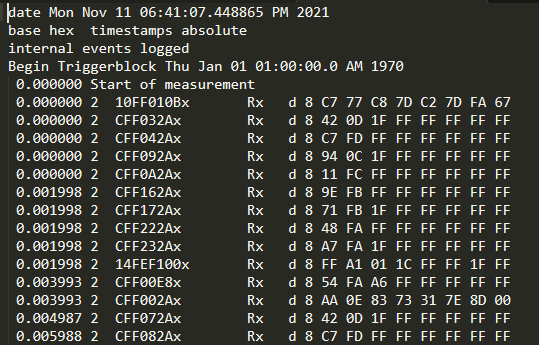 date Mon Nov 11 06:41:07.448865 PM 2021
base hex  timestamps absolute
internal events logged
Begin Triggerblock Thu Jan 01 01:00:00.0 AM 1970
 0.000000 Start of measurement
 0.000000 2  10FF010Bx       Rx   d 8 C7 77 C8 7D C2 7D FA 67
 0.000000 2  CFF032Ax        Rx   d 8 42 0D 1F FF FF FF FF FF
 0.000000 2  CFF042Ax        Rx   d 8 C7 FD FF FF FF FF FF FF
 0.000000 2  CFF092Ax        Rx   d 8 94 0C 1F FF FF FF FF FF
 0.000000 2  CFF0A2Ax        Rx   d 8 11 FC FF FF FF FF FF FF
 0.001998 2  CFF162Ax        Rx   d 8 9E FB FF FF FF FF FF FF
 0.001998 2  CFF172Ax        Rx   d 8 71 FB 1F FF FF FF FF FF
 0.001998 2  CFF222Ax        Rx   d 8 48 FA FF FF FF FF FF FF
 0.001998 2  CFF232Ax        Rx   d 8 A7 FA 1F FF FF FF FF FF
 0.001998 2  14FEF100x       Rx   d 8 FF A1 01 1C FF FF 1F FF
 0.003993 2  CFF00E8x        Rx   d 8 54 FA A6 FF FF FF FF FF
 0.003993 2  CFF002Ax        Rx   d 8 AA 0E 83 73 31 7E 8D 00
 0.004987 2  CFF072Ax        Rx   d 8 42 0D 1F FF FF FF FF FF
 0.005988 2  CFF082Ax        Rx   d 8 C7 FD FF FF FF FF FF FF